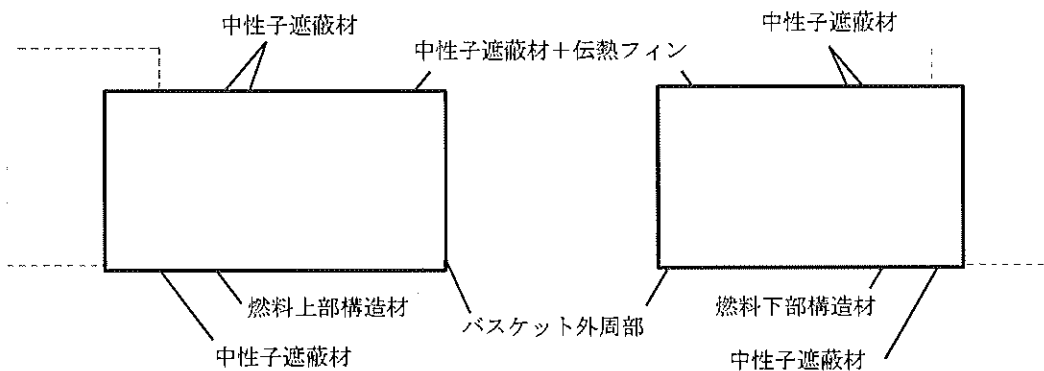 中性子遮蔽材
中性子遮蔽材
中性子遮蔽材＋伝熱フィン
燃料上部構造材
燃料下部構造材
バスケット外周部
中性子遮蔽材
中性子遮蔽材